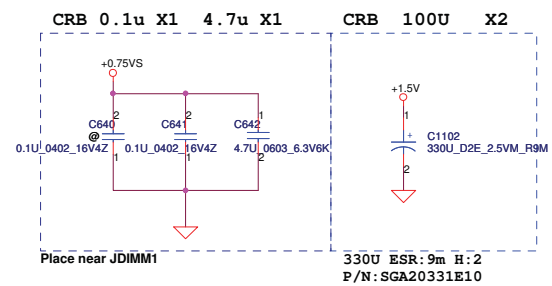 CRB 0.1u X1 4.7u X1
CRB 100U X2
+0.75VS
+1.5V
2
2
1
1
C640
C641
C642
+
C1102
@
0.1U_0402_16V4Z
0.1U_0402_16V4Z
4.7U_0603_6.3V6K
330U_D2E_2.5VM_R9M
1
1
2
2
Place near JDIMM1
330U ESR:9m H:2
P/N:SGA20331E10